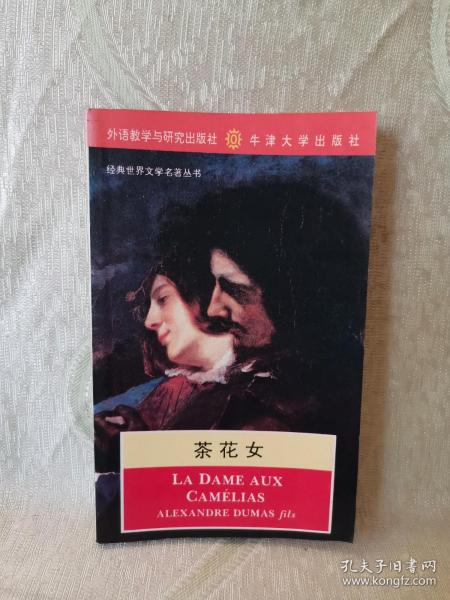 外语教学与研究出版社 牛津大学出版社
经典世界文学名著丛书
茶花女
LA DAME AUX
CAMÉLIAS
ALEXANDRE DUMAS fils
孔夫子旧书网
www.kongfz.com